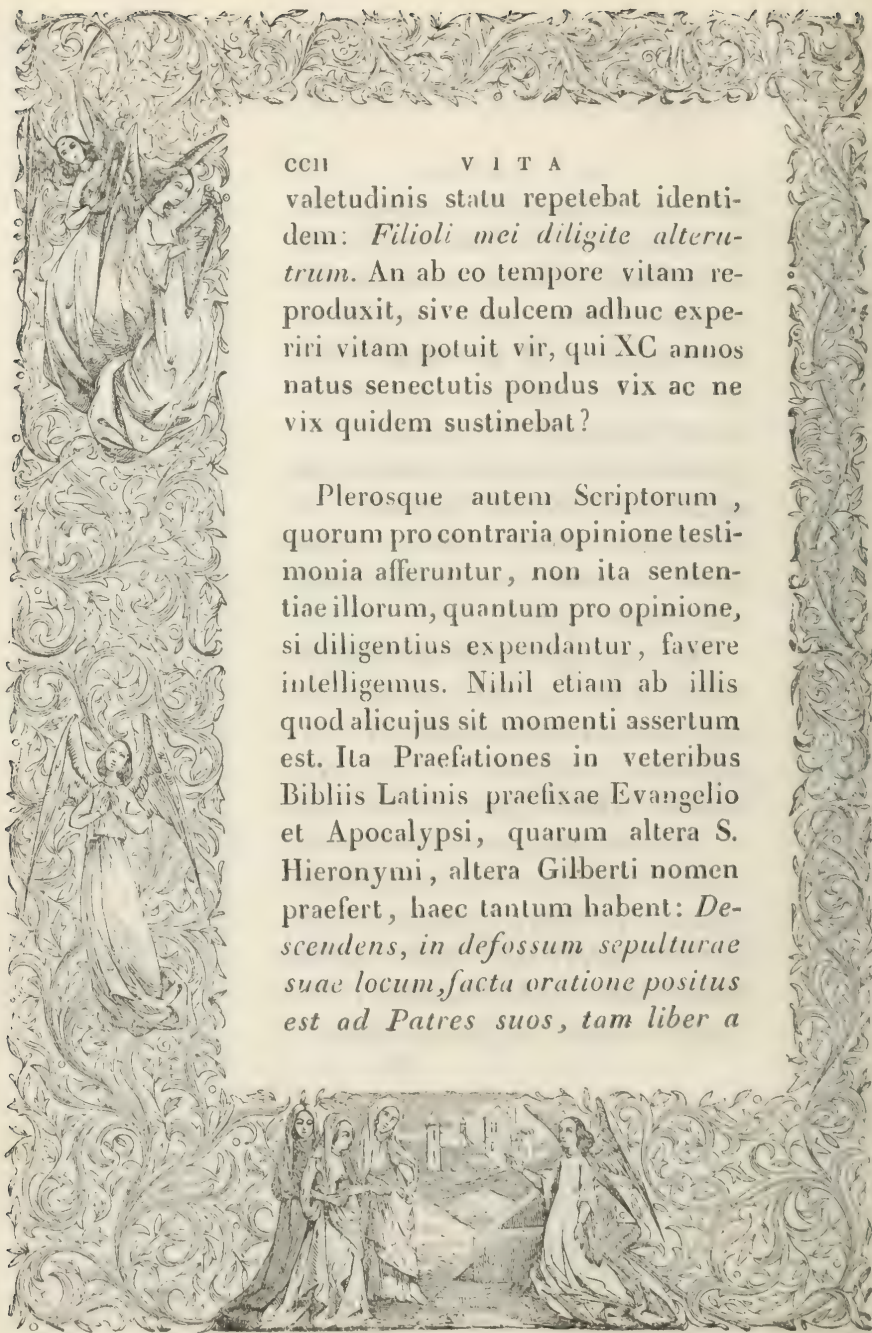 CCII VITA
valetudinis statu repetebat identi-
dem: Filioli mei diligite alteru-
trum. An ab eo tempore vitam re-
produxit, sive dulcem adhuc expe-
riri vitam potuit vir, qui XC annos
natus senectutis pondus vix ac ne
vix quidem sustinebat?
Plerosque autem Scriptorum,
quorum pro contraria opinione testi-
monia afferuntur, non ita senten-
tiae illorum, quantum pro opinione,
si diligentius expendantur, favere
intelligemus. Nihil etiam ab illis
quod alicujus sit momenti assertum
est. Ita Praefationes in veteribus
Bibliis Latinis praefixae Evangelio
et Apocalypsi, quarum altera S.
Hieronymi, altera Gilberti nomen
praefert, haec tantum habent: De-
scendens, in defossum sepulturae
suae locum, facta oratione positus
est ad Patres suos, tam liber a